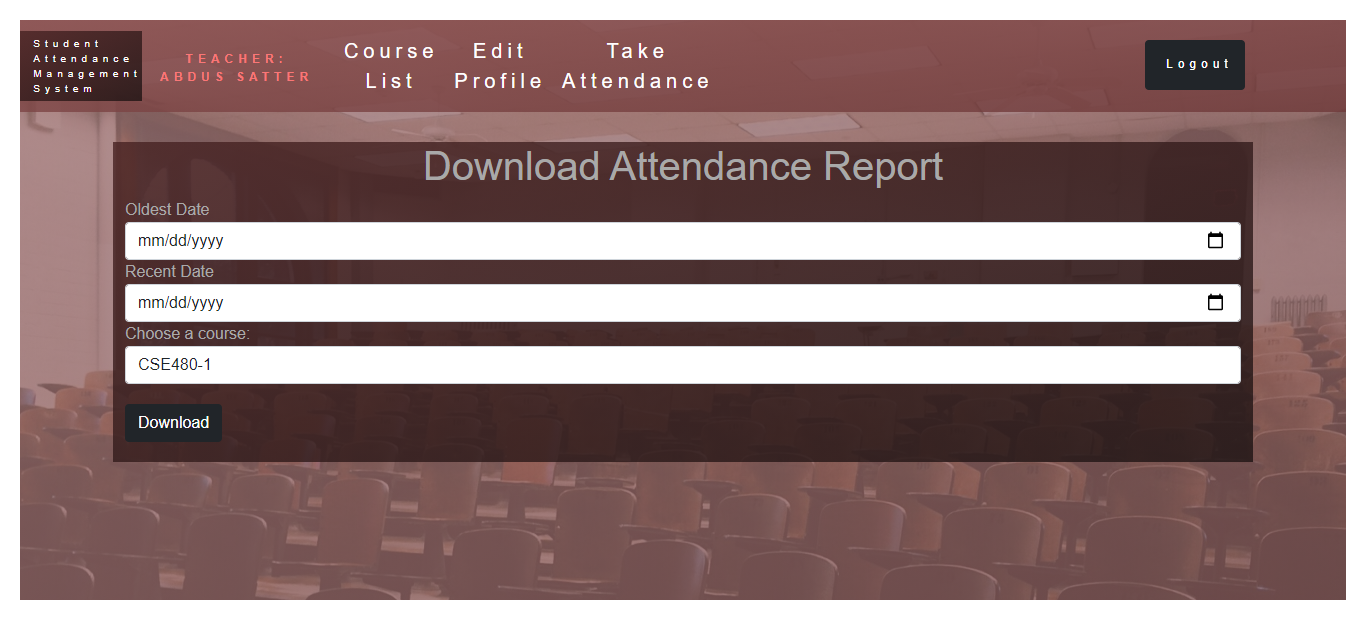 Student
Attendance
Management
System
TEACHER:
ABDUS SATTER
Course
List
Edit
Profile
Take
Attendance
Logout
Download Attendance Report
Oldest Date
mm/dd/yyyy
Recent Date
mm/dd/yyyy
Choose a course:
CSE480-1
Download